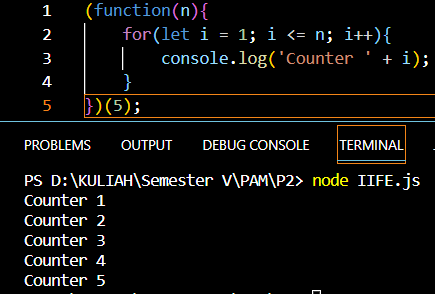 1 (function(n){
2 for(let i = 1; i <= n; i++){
3 console.log('Counter ' + i);
4 }
5 })(5);
PROBLEMS OUTPUT DEBUG CONSOLE TERMINAL
PS D:\KULIAH\Semester V\PAM\P2> node IIFE.js
Counter 1
Counter 2
Counter 3
Counter 4
Counter 5